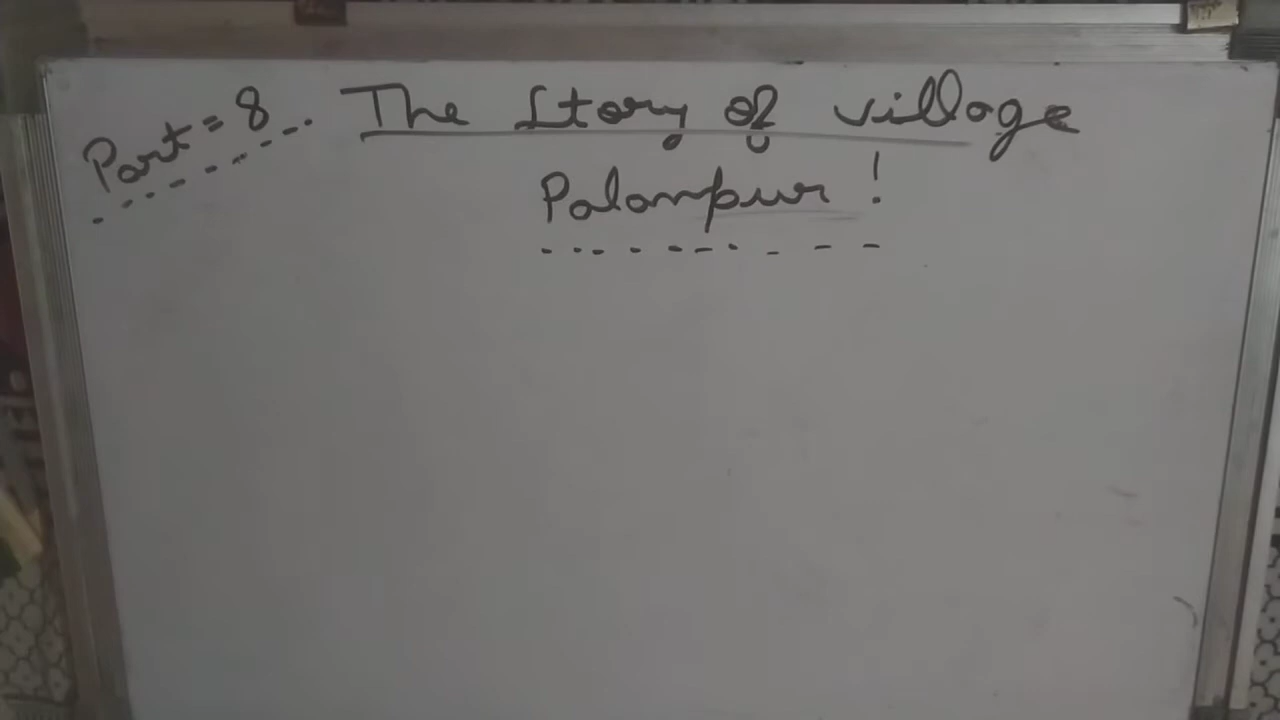 Part = 8
The Story of village
Palampur !